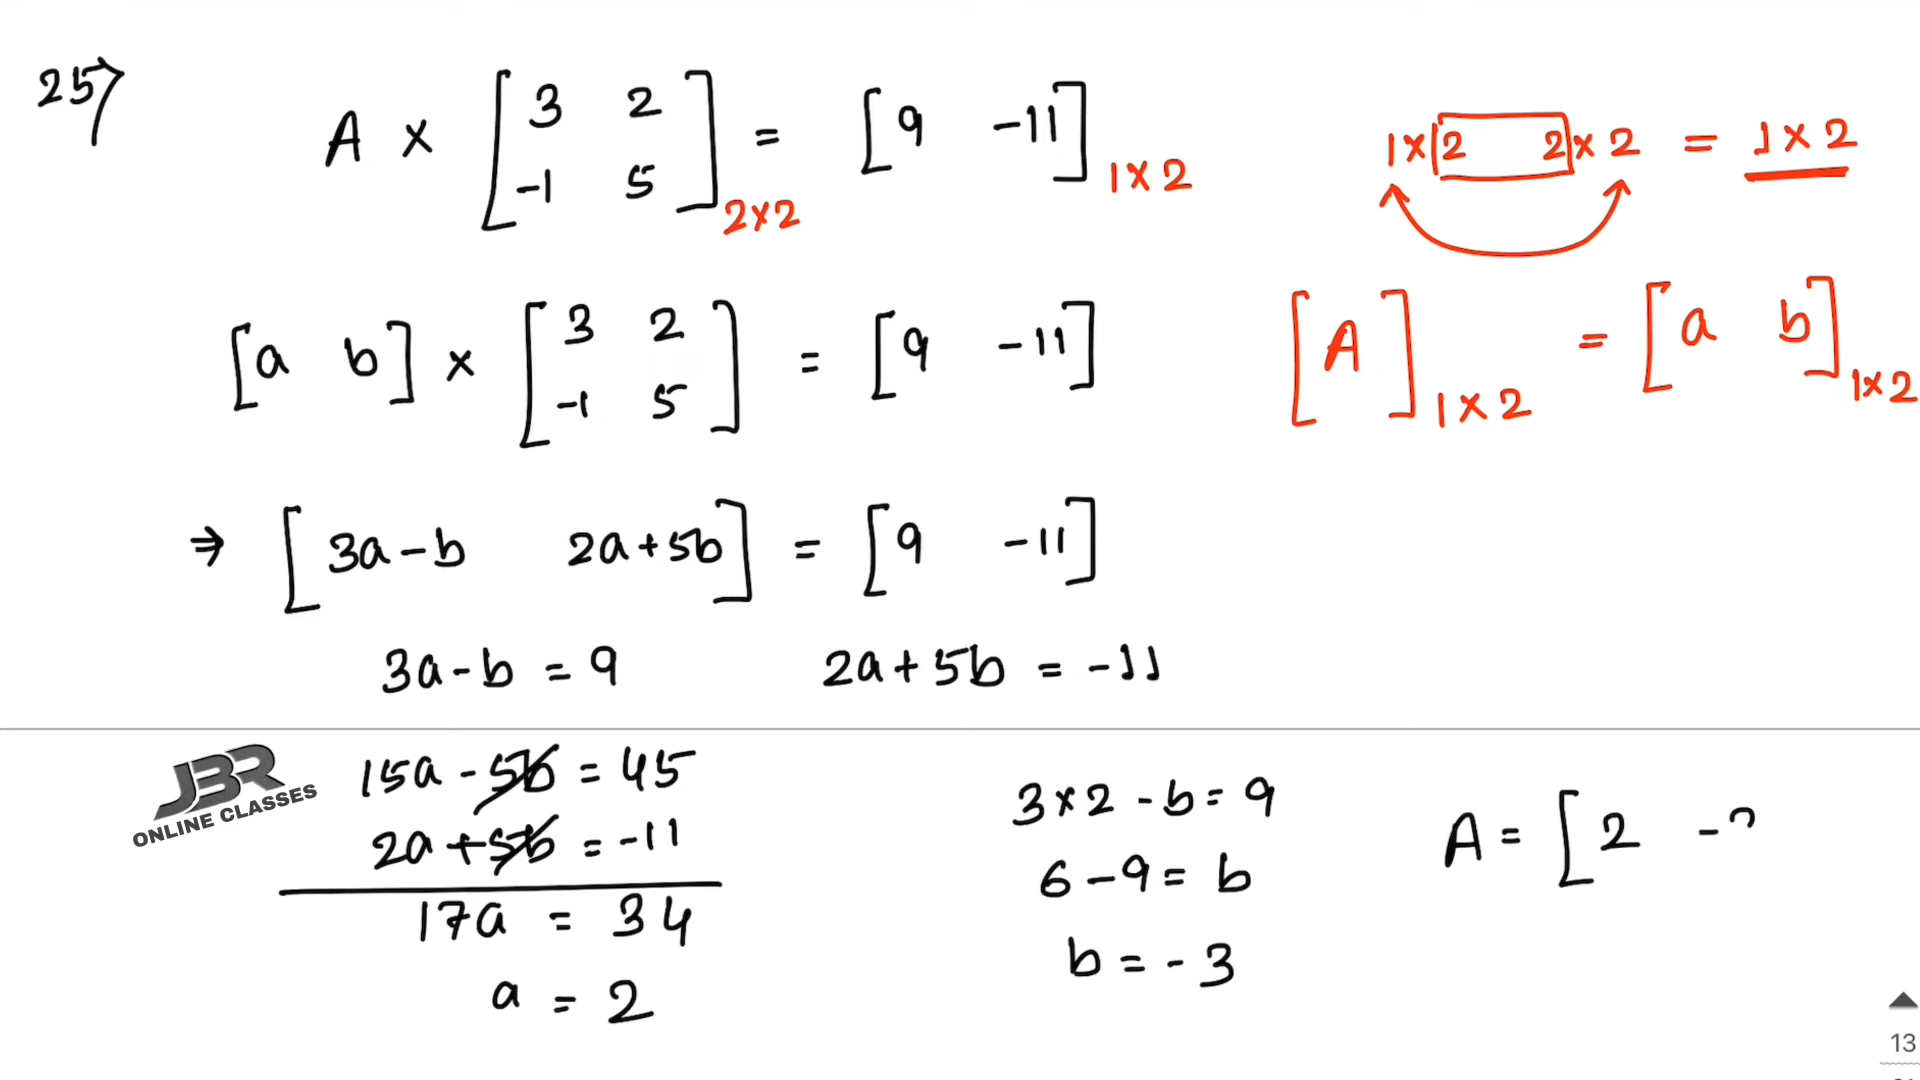 25)
A × [3 2
-1 5] 2×2 = [9 -11] 1×2
1×2 2×2 = 1×2
[a b] × [3 2
-1 5] = [9 -11]
[A] 1×2 = [a b] 1×2
⇒ [3a-b 2a+5b] = [9 -11]
3a-b = 9 2a+5b = -11
JBR
ONLINE CLASSES
15a - 5b = 45
2a + 5b = -11
17a = 34
a = 2
3×2 - b = 9
6 - 9 = b
b = -3
A = [2 -
13